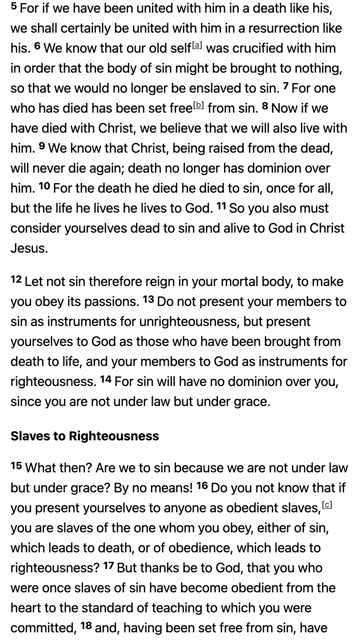 5 For if we have been united with him in a death like his,
we shall certainly be united with him in a resurrection like
his. 6 We know that our old self[a] was crucified with him
in order that the body of sin might be brought to nothing,
so that we would no longer be enslaved to sin. 7 For one
who has died has been set free[b] from sin. 8 Now if we
have died with Christ, we believe that we will also live with
him. 9 We know that Christ, being raised from the dead,
will never die again; death no longer has dominion over
him. 10 For the death he died he died to sin, once for all,
but the life he lives he lives to God. 11 So you also must
consider yourselves dead to sin and alive to God in Christ
Jesus.
12 Let not sin therefore reign in your mortal body, to make
you obey its passions. 13 Do not present your members to
sin as instruments for unrighteousness, but present
yourselves to God as those who have been brought from
death to life, and your members to God as instruments for
righteousness. 14 For sin will have no dominion over you,
since you are not under law but under grace.
Slaves to Righteousness
15 What then? Are we to sin because we are not under law
but under grace? By no means! 16 Do you not know that if
you present yourselves to anyone as obedient slaves,[c]
you are slaves of the one whom you obey, either of sin,
which leads to death, or of obedience, which leads to
righteousness? 17 But thanks be to God, that you who
were once slaves of sin have become obedient from the
heart to the standard of teaching to which you were
committed, 18 and, having been set free from sin, have